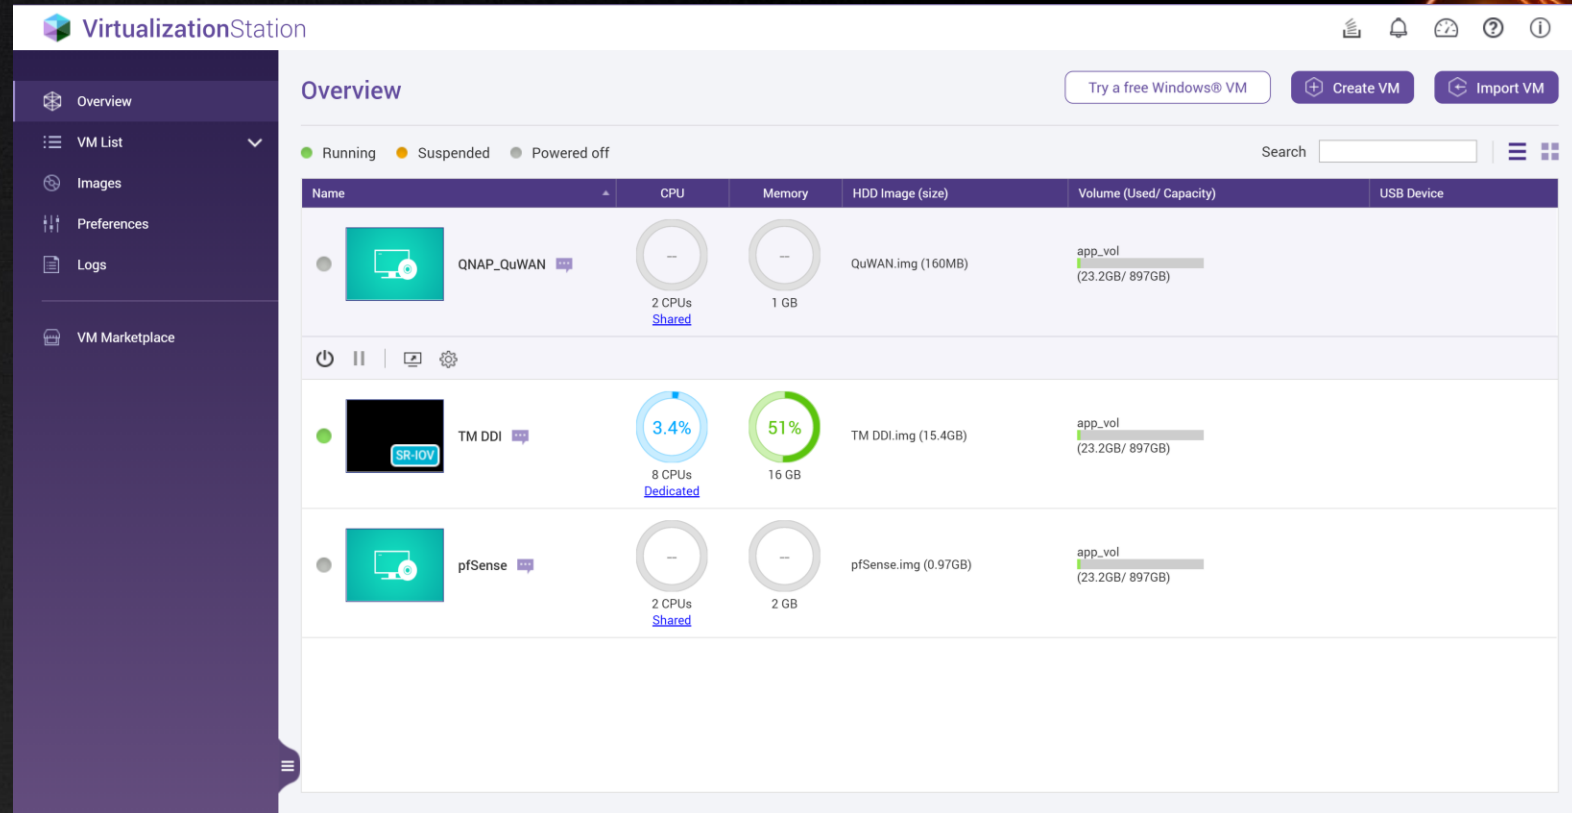 VirtualizationStation
Overview
VM List
Images
Preferences
Logs
VM Marketplace
Overview
Try a free Windows® VM
Create VM
Import VM
Running Suspended Powered off
Search
Name CPU Memory HDD Image (size) Volume (Used/ Capacity) USB Device
QNAP_QuWAN
--
2 CPUs
Shared
--
1 GB
QuWAN.img (160MB)
app_vol
(23.2GB/ 897GB)
SR-IOV
TM DDI
3.4%
8 CPUs
Dedicated
51%
16 GB
TM DDI.img (15.4GB)
app_vol
(23.2GB/ 897GB)
pfSense
--
2 CPUs
Shared
--
2 GB
pfSense.img (0.97GB)
app_vol
(23.2GB/ 897GB)